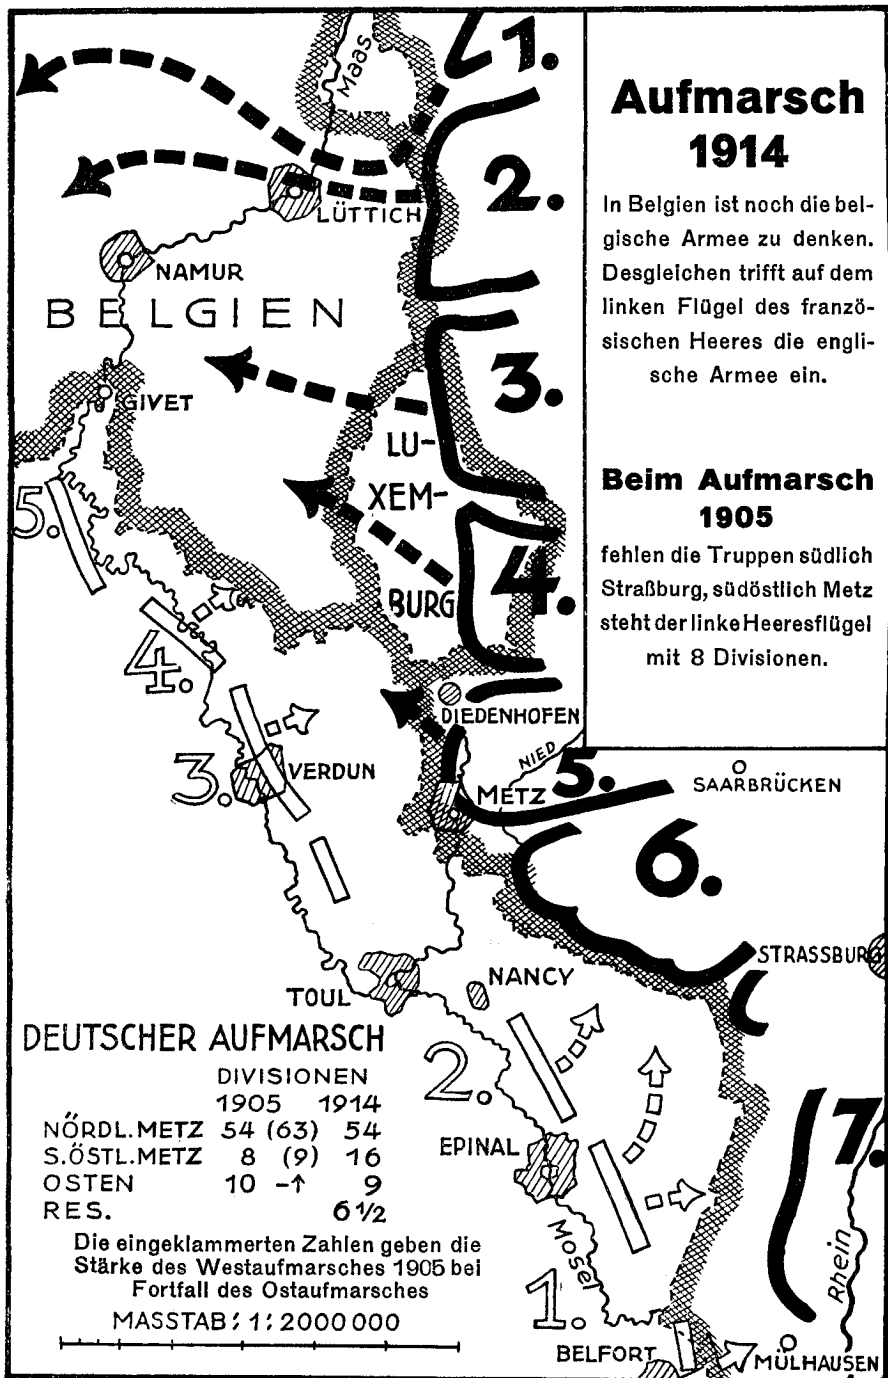 Aufmarsch
1914
In Belgien ist noch die bel-
gische Armee zu denken.
Desgleichen trifft auf dem
linken Flügel des franzö-
sischen Heeres die engli-
sche Armee ein.
Beim Aufmarsch
1905
fehlen die Truppen südlich
Straßburg, südöstlich Metz
steht der linke Heeresflügel
mit 8 Divisionen.
Maas
1.
2.
LÜTTICH
NAMUR
BELGIEN
3.
GIVET
LU-
XEM-
BURG
5.
4.
4.
DIEDENHOFEN
NIED
3.
VERDUN
METZ
5.
SAARBRÜCKEN
6.
STRASSBURG
TOUL
NANCY
2.
EPINAL
7.
Mosel
Rhein
1.
BELFORT
MÜLHAUSEN
DEUTSCHER AUFMARSCH
DIVISIONEN
1905 1914
NÖRDL. METZ 54 (63) 54
S.ÖSTL. METZ 8 (9) 16
OSTEN 10 -↑ 9
RES. 6 1/2
Die eingeklammerten Zahlen geben die
Stärke des Westaufmarsches 1905 bei
Fortfall des Ostaufmarsches
MASSTAB: 1:2000000